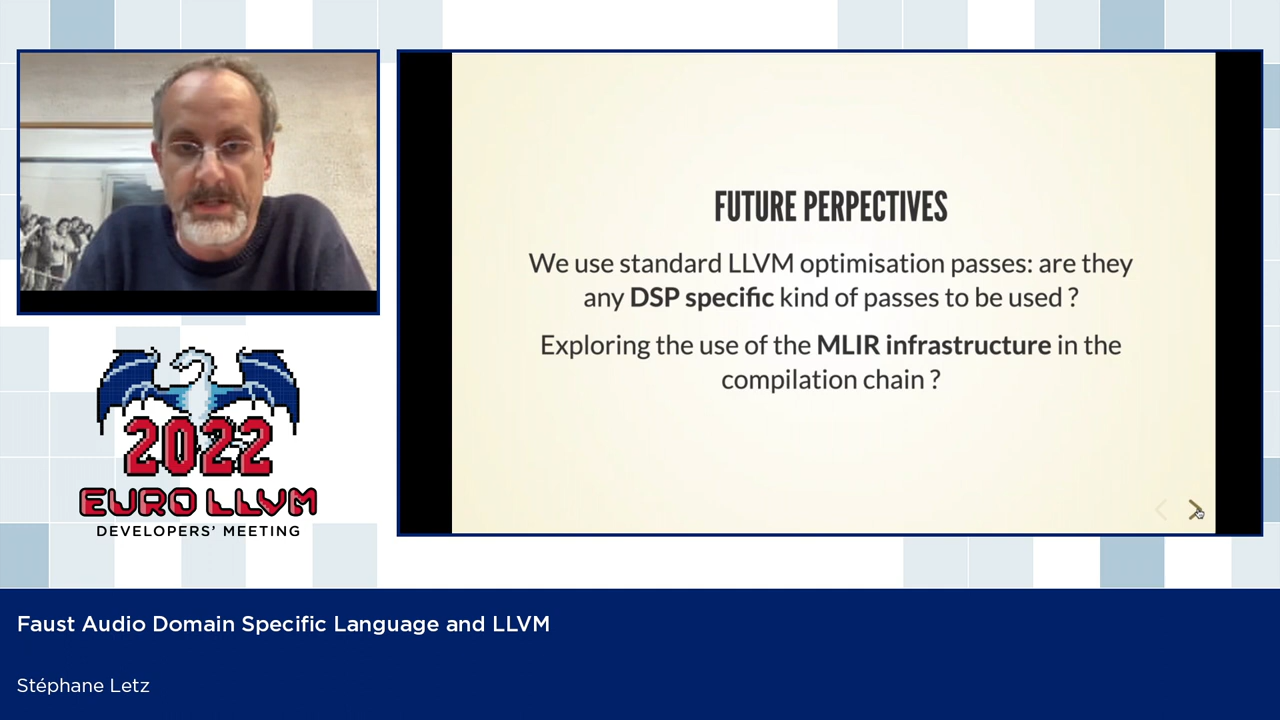 FUTURE PERPECTIVES
We use standard LLVM optimisation passes: are they
any DSP specific kind of passes to be used ?
Exploring the use of the MLIR infrastructure in the
compilation chain ?
2022
EURO LLVM
DEVELOPERS' MEETING
Faust Audio Domain Specific Language and LLVM
Stéphane Letz